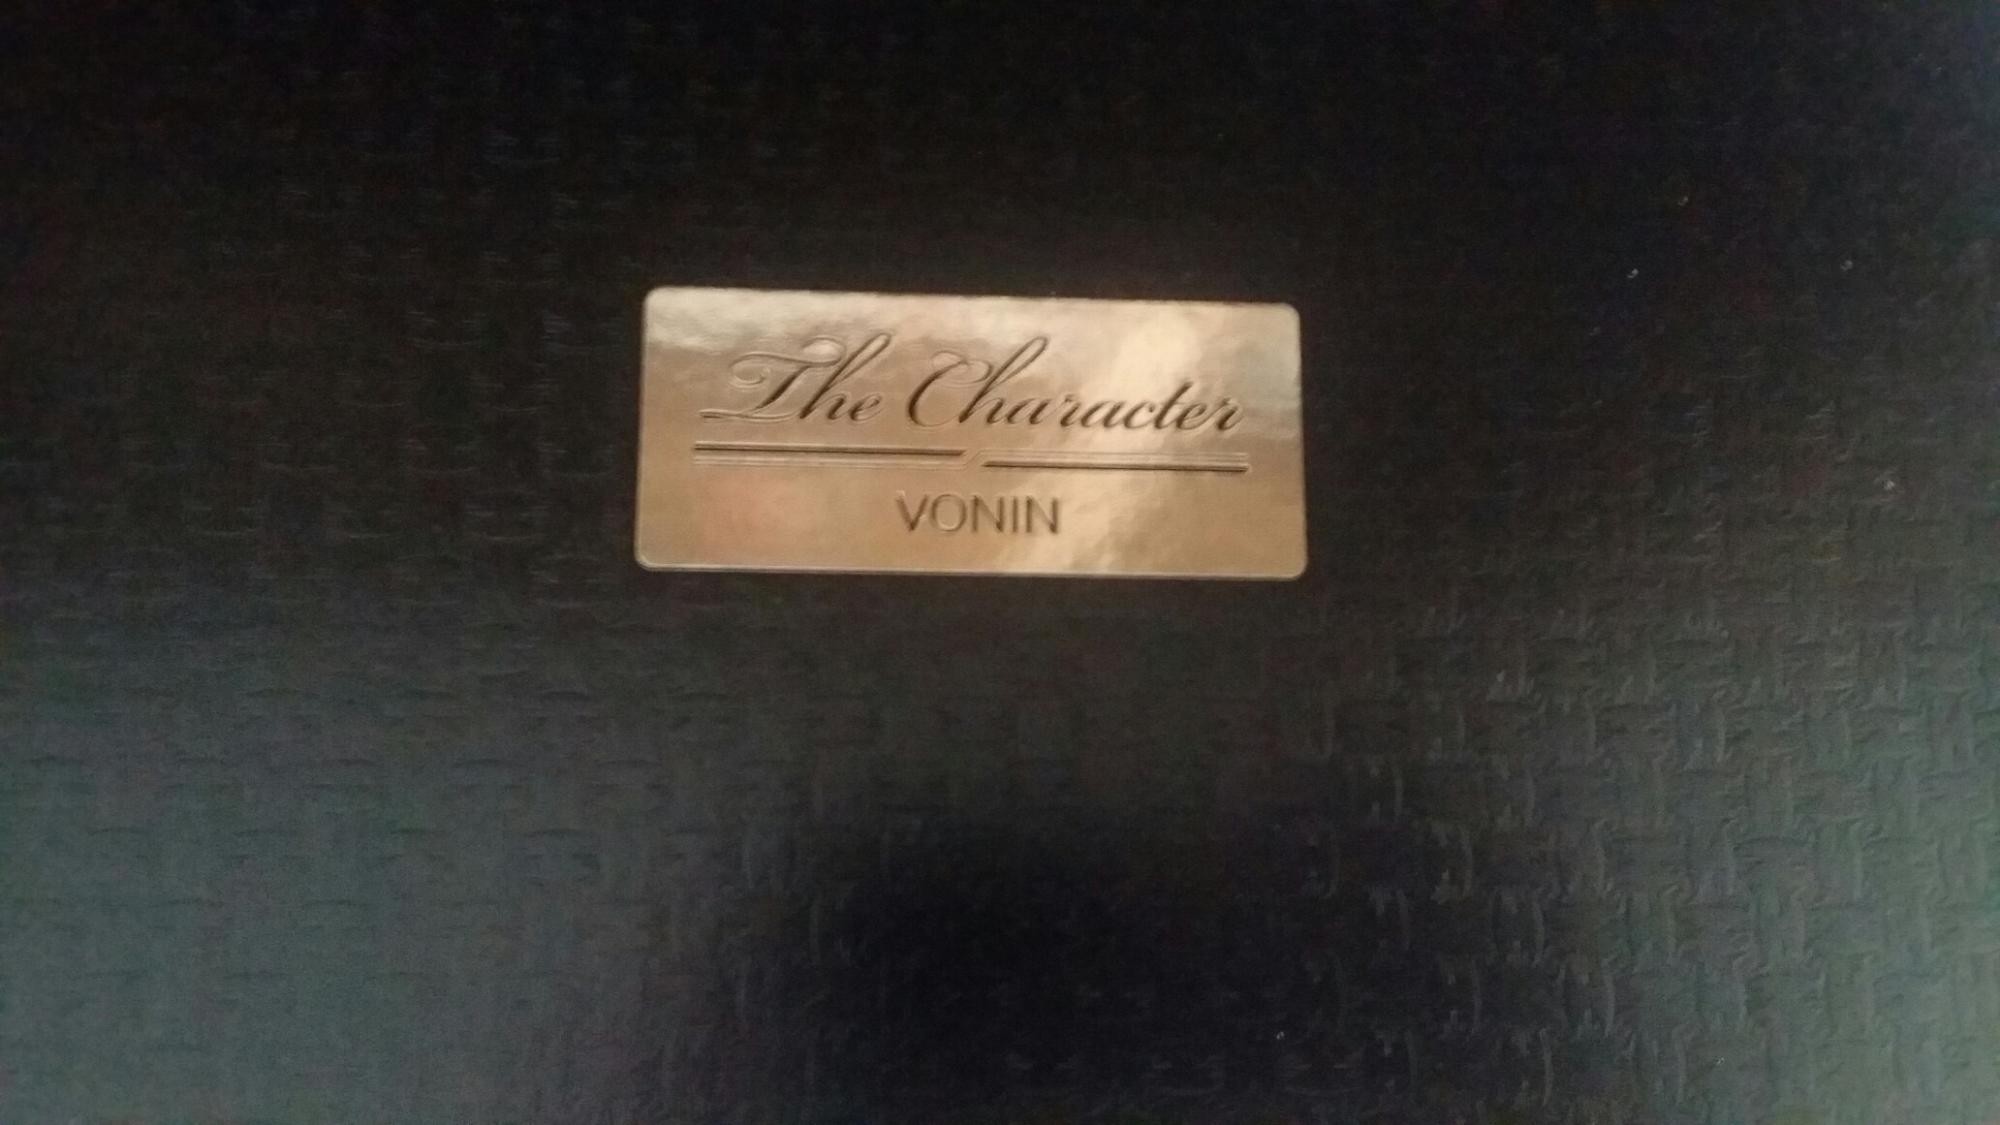 The Character
VONIN